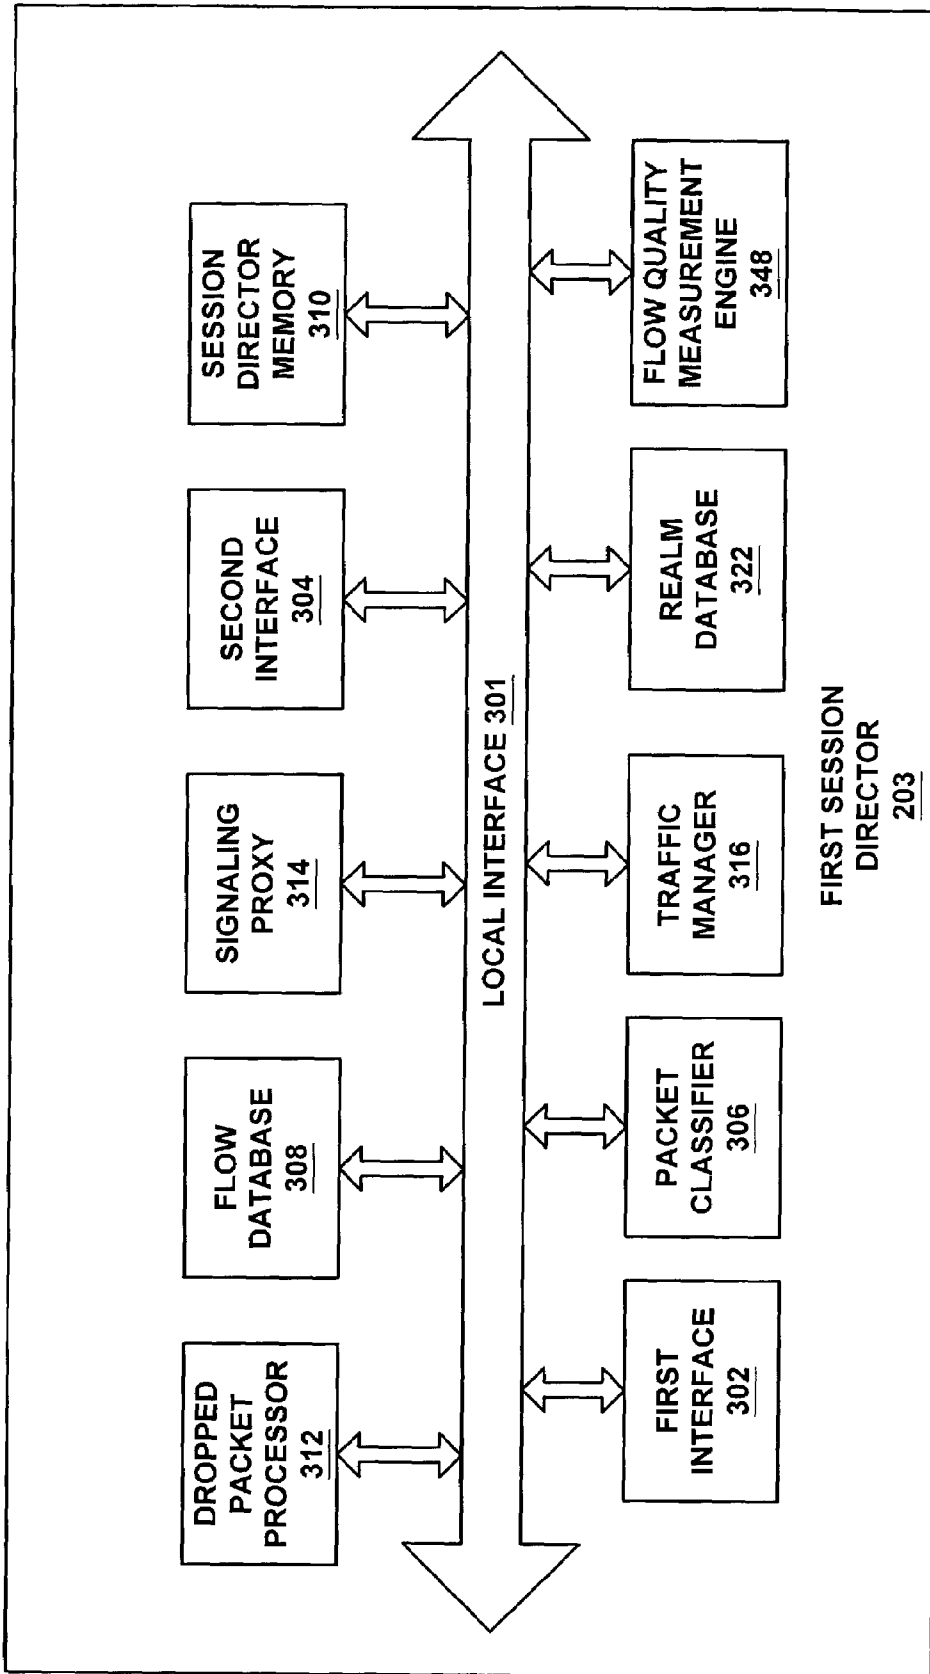 DROPPED
PACKET
PROCESSOR
312
FLOW
DATABASE
308
SIGNALING
PROXY
314
SECOND
INTERFACE
304
SESSION
DIRECTOR
MEMORY
310
LOCAL INTERFACE 301
FIRST
INTERFACE
302
PACKET
CLASSIFIER
306
TRAFFIC
MANAGER
316
REALM
DATABASE
322
FLOW QUALITY
MEASUREMENT
ENGINE
348
FIRST SESSION
DIRECTOR
203